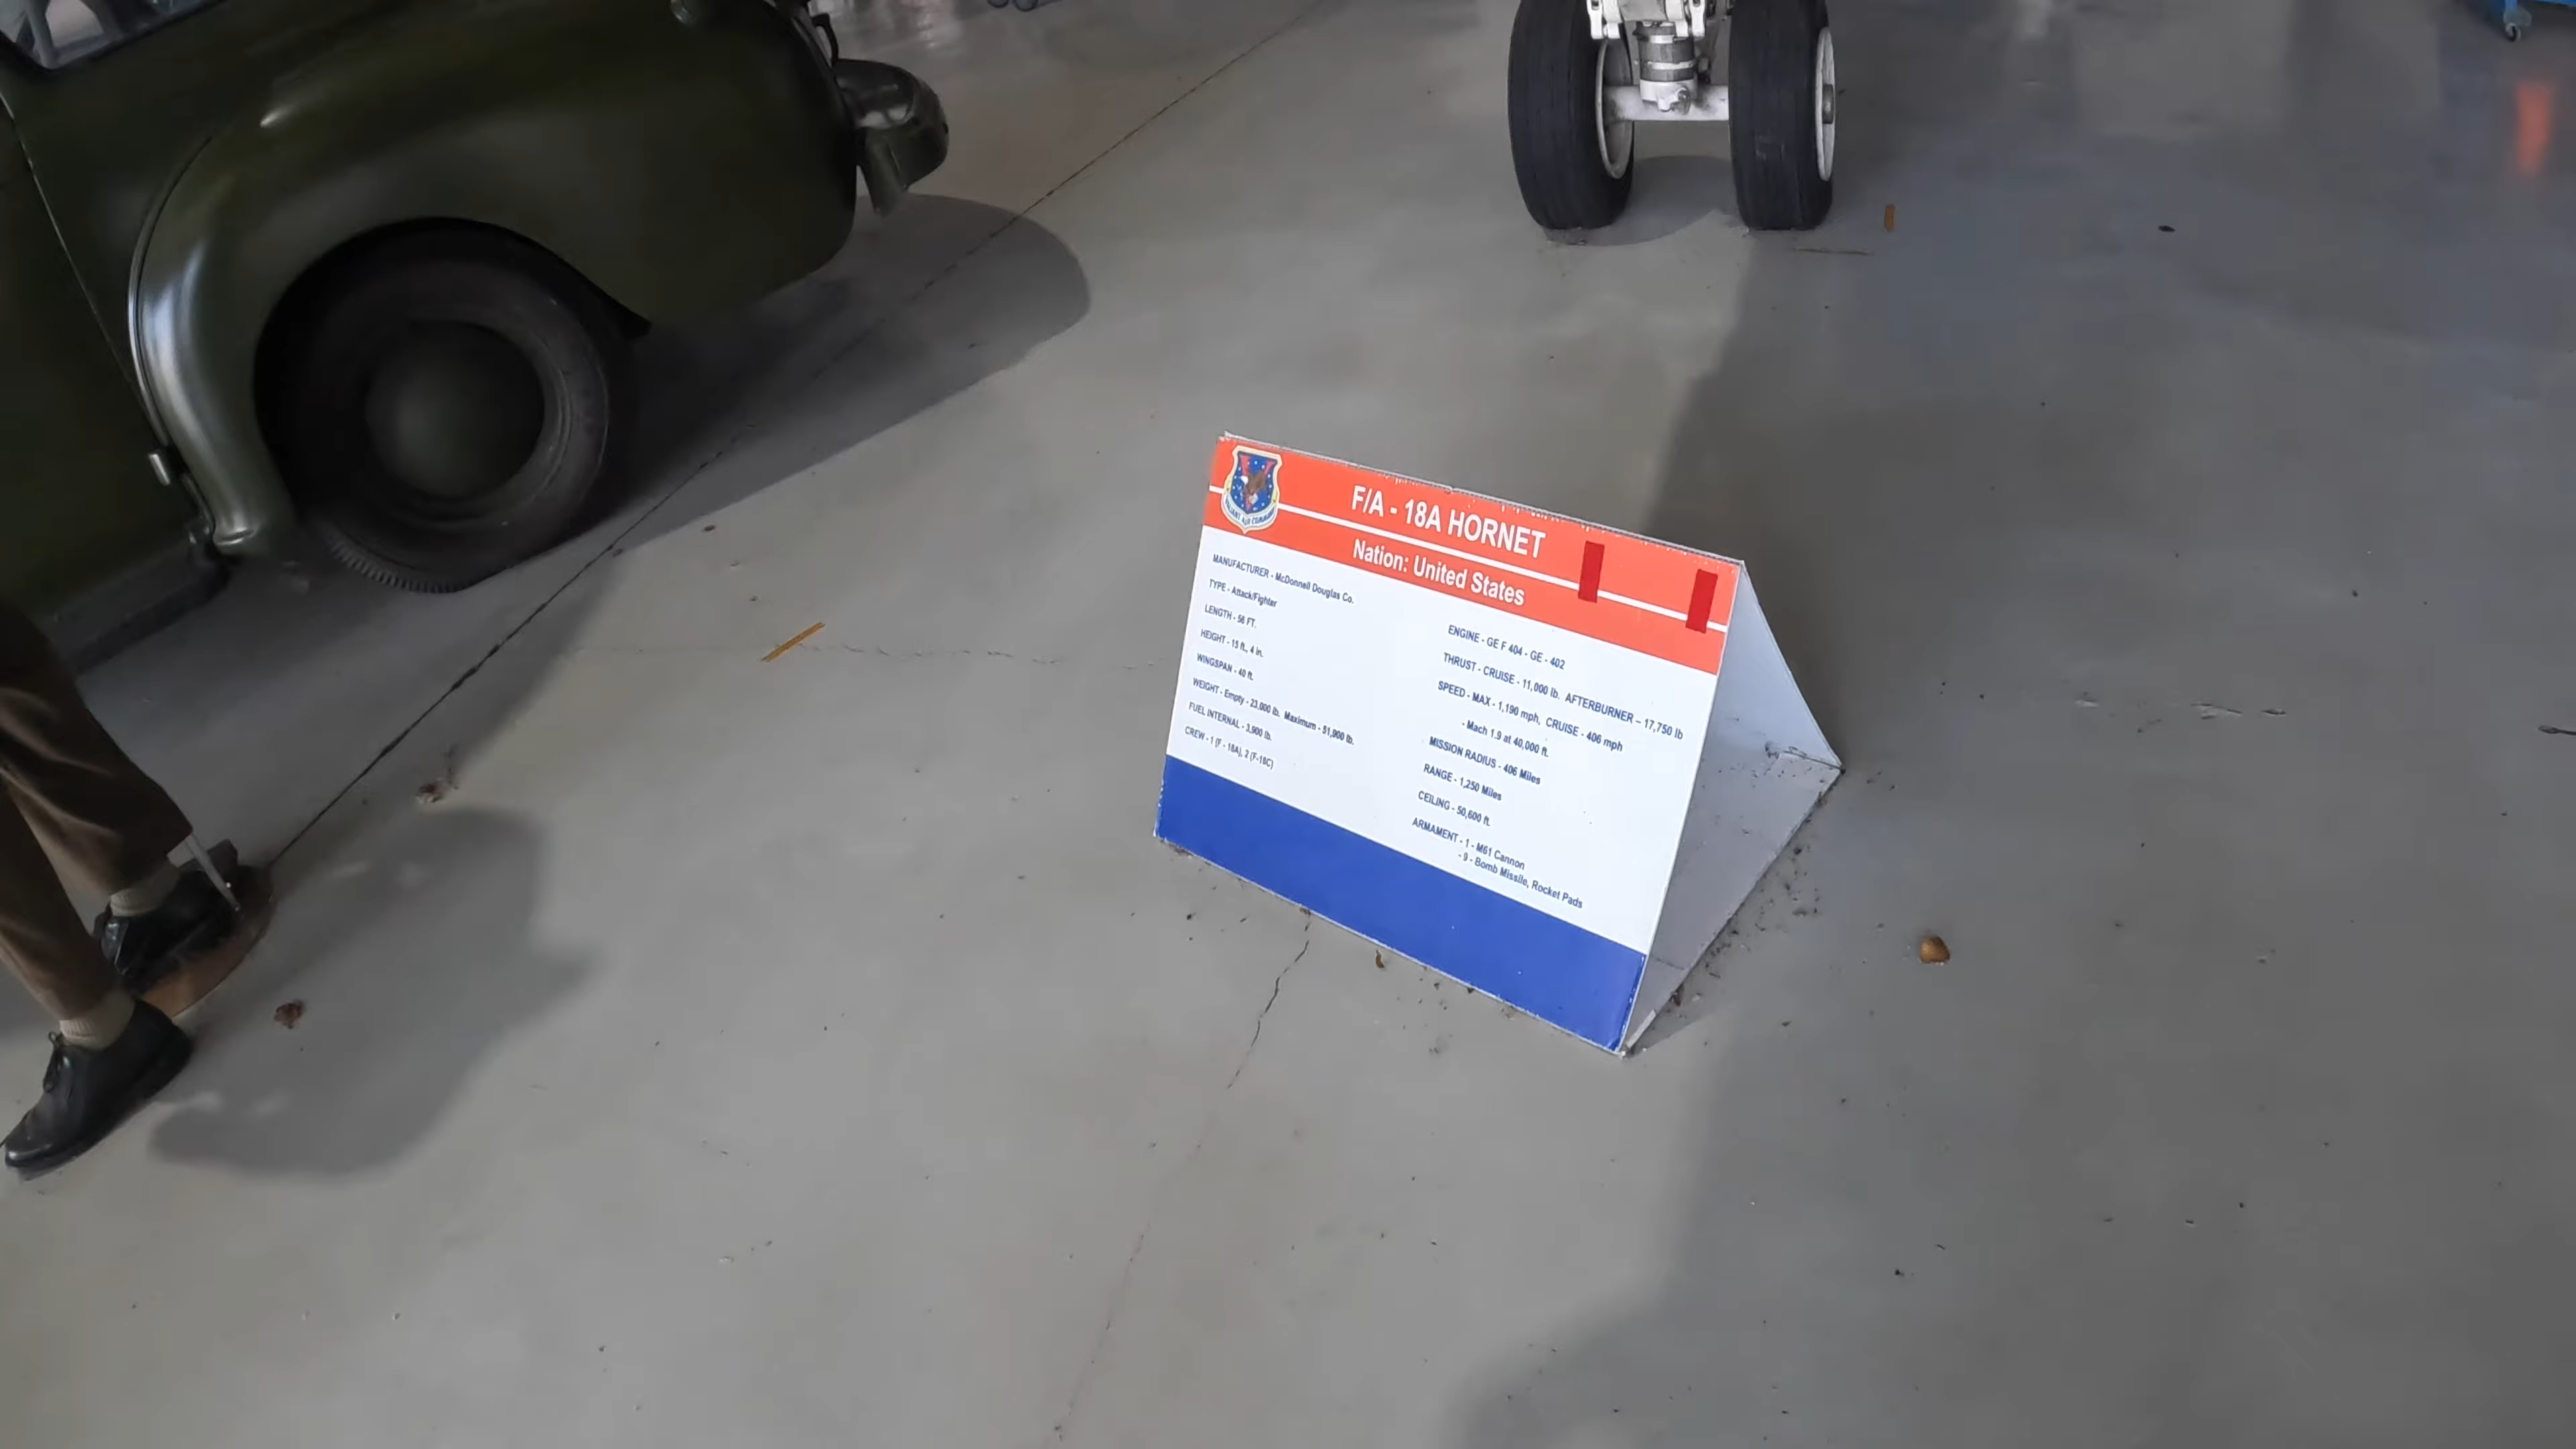 VALIANT AIR COMMAND
F/A - 18A HORNET
Nation: United States
MANUFACTURER - McDonnell Douglas Co.
TYPE - Attack/Fighter
LENGTH - 56 FT.
HEIGHT - 15 ft., 4 in.
WINGSPAN - 40 ft.
WEIGHT - Empty - 23,000 lb. Maximum - 51,900 lb.
FUEL INTERNAL - 3,900 lb.
CREW - 1 (F - 18A), 2 (F-18C)
ENGINE - GE F 404 - GE - 402
THRUST - CRUISE - 11,000 lb. AFTERBURNER – 17,750 lb
SPEED - MAX - 1,190 mph, CRUISE - 406 mph
- Mach 1.9 at 40,000 ft.
MISSION RADIUS - 406 Miles
RANGE - 1,250 Miles
CEILING - 50,600 ft.
ARMAMENT - 1 - M61 Cannon
- 9 - Bomb Missile, Rocket Pads